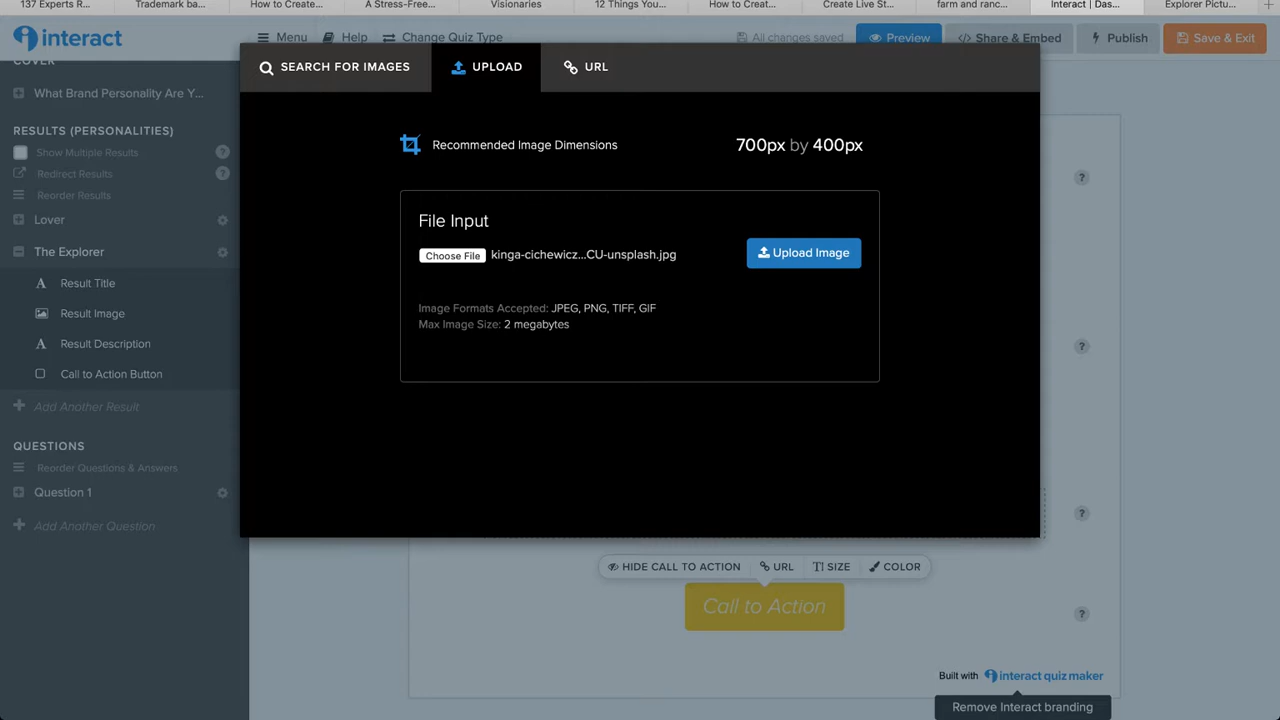 137 Experts R...
Trademark ba...
How to Create...
A Stress-Free...
Visionaries
12 Things You...
How to Creat...
Create Live St...
farm and ranc...
Interact | Das...
Explorer Pictu...
interact
Menu
Help
Change Quiz Type
All changes saved
Preview
</> Share & Embed
Publish
Save & Exit
COVER
What Brand Personality Are Y...
RESULTS (PERSONALITIES)
Show Multiple Results
?
Redirect Results
?
Reorder Results
Lover
The Explorer
A Result Title
Result Image
A Result Description
Call to Action Button
+ Add Another Result
QUESTIONS
Reorder Questions & Answers
Question 1
+ Add Another Question
SEARCH FOR IMAGES
UPLOAD
URL
Recommended Image Dimensions
700px by 400px
File Input
Choose File kinga-cichewicz...CU-unsplash.jpg
Upload Image
Image Formats Accepted: JPEG, PNG, TIFF, GIF
Max Image Size: 2 megabytes
?
?
?
HIDE CALL TO ACTION
URL
TI SIZE
COLOR
Call to Action
?
Built with interact quiz maker
Remove Interact branding